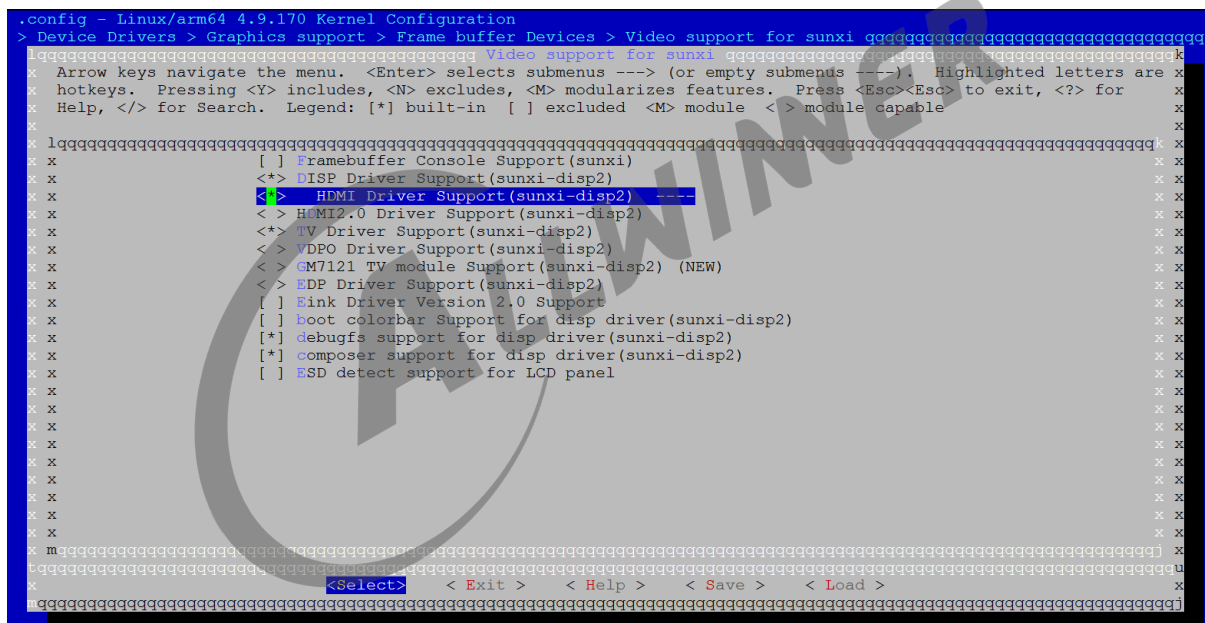 .config - Linux/arm64 4.9.170 Kernel Configuration
> Device Drivers > Graphics support > Frame buffer Devices > Video support for sunxi qqqqqqqqqqqqqqqqqqqqqqqqqqqqqqqqqq
lqqqqqqqqqqqqqqqqqqqqqqqqqqqqqqqqqqqqqqqqqqqq Video support for sunxi qqqqqqqqqqqqqqqqqqqqqqqqqqqqqqqqqqqqqqqqqqqqk
x Arrow keys navigate the menu. <Enter> selects submenus ---> (or empty submenus ----). Highlighted letters are x
x hotkeys. Pressing <Y> includes, <N> excludes, <M> modularizes features. Press <Esc><Esc> to exit, <?> for x
x Help, </> for Search. Legend: [*] built-in [ ] excluded <M> module < > module capable x
x x
x lqqqqqqqqqqqqqqqqqqqqqqqqqqqqqqqqqqqqqqqqqqqqqqqqqqqqqqqqqqqqqqqqqqqqqqqqqqqqqqqqqqqqqqqqqqqqqqqqqqqqqqqqqqqqk x
x x [ ] Framebuffer Console Support(sunxi) x x
x x <*> DISP Driver Support(sunxi-disp2) x x
x x <*> HDMI Driver Support(sunxi-disp2) ---- x x
x x < > HDMI2.0 Driver Support(sunxi-disp2) x x
x x <*> TV Driver Support(sunxi-disp2) x x
x x < > VDPO Driver Support(sunxi-disp2) x x
x x < > GM7121 TV module Support(sunxi-disp2) (NEW) x x
x x < > EDP Driver Support(sunxi-disp2) x x
x x [ ] Eink Driver Version 2.0 Support x x
x x [ ] boot colorbar Support for disp driver(sunxi-disp2) x x
x x [*] debugfs support for disp driver(sunxi-disp2) x x
x x [*] composer support for disp driver(sunxi-disp2) x x
x x [ ] ESD detect support for LCD panel x x
x x x x
x x x x
x x x x
x x x x
x x x x
x x x x
x x x x
x x x x
x x x x
x mqqqqqqqqqqqqqqqqqqqqqqqqqqqqqqqqqqqqqqqqqqqqqqqqqqqqqqqqqqqqqqqqqqqqqqqqqqqqqqqqqqqqqqqqqqqqqqqqqqqqqqqqqqqqj x
tqqqqqqqqqqqqqqqqqqqqqqqqqqqqqqqqqqqqqqqqqqqqqqqqqqqqqqqqqqqqqqqqqqqqqqqqqqqqqqqqqqqqqqqqqqqqqqqqqqqqqqqqqqqqqqqqu
x <Select> < Exit > < Help > < Save > < Load > x
mqqqqqqqqqqqqqqqqqqqqqqqqqqqqqqqqqqqqqqqqqqqqqqqqqqqqqqqqqqqqqqqqqqqqqqqqqqqqqqqqqqqqqqqqqqqqqqqqqqqqqqqqqqqqqqqqj
ALLWINNER